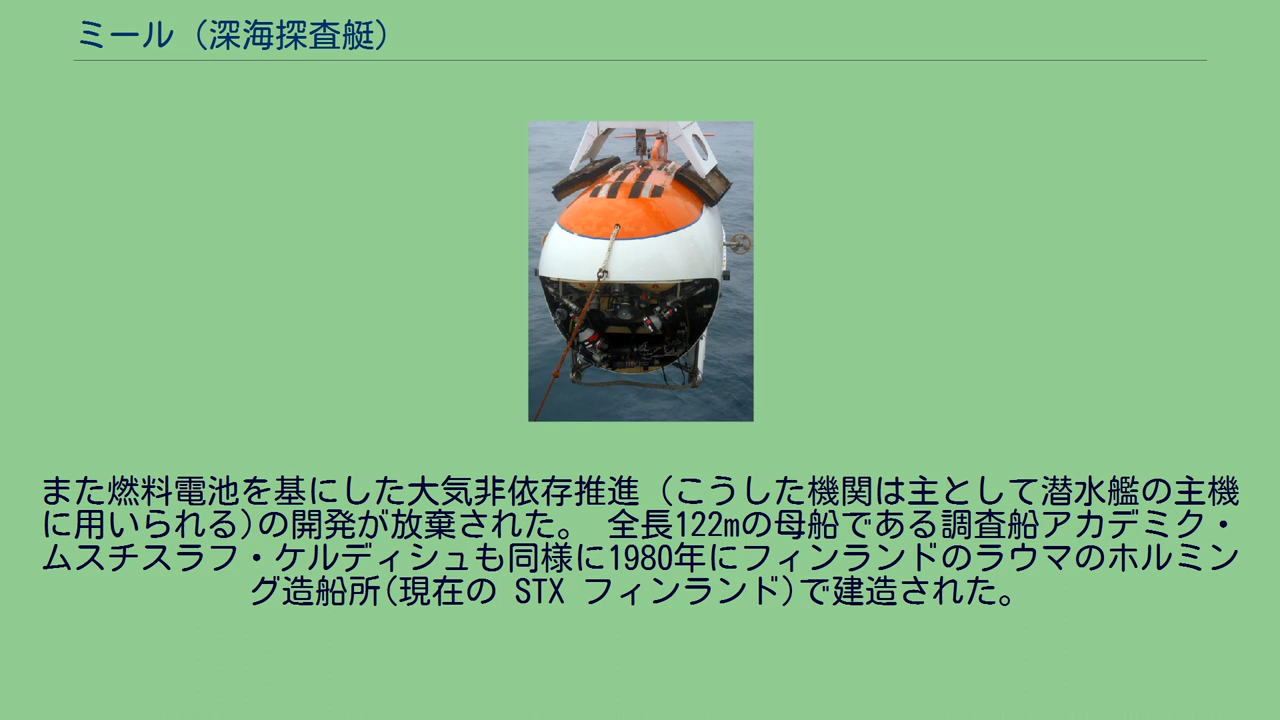 ミール (深海探査艇)
また燃料電池を基にした大気非依存推進 (こうした機関は主として潜水艦の主機
に用いられる)の開発が放棄された。 全長122mの母船である調査船アカデミク・
ムスチスラフ・ケルディシュも同様に1980年にフィンランドのラウマのホルミン
グ造船所(現在の STX フィンランド)で建造された。